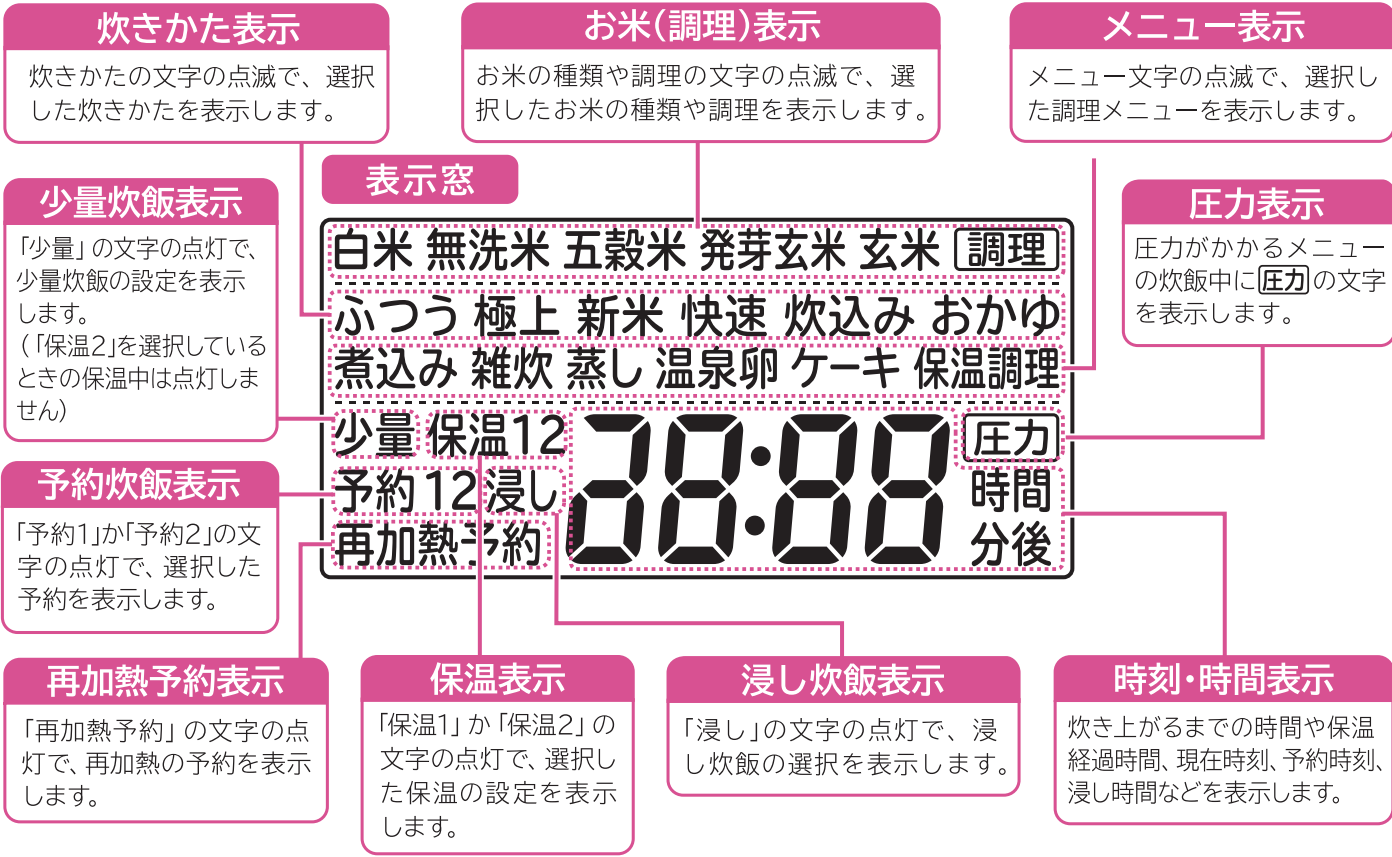 炊きかた表示
炊きかたの文字の点滅で、選択
した炊きかたを表示します。
お米(調理)表示
お米の種類や調理の文字の点滅で、選
択したお米の種類や調理を表示します。
メニュー表示
メニュー文字の点滅で、選択し
た調理メニューを表示します。
表示窓
少量炊飯表示
「少量」の文字の点灯で、
少量炊飯の設定を表示
します。
(「保温2」を選択している
ときの保温中は点灯しま
せん)
圧力表示
圧力がかかるメニュー
の炊飯中に圧力の文字
を表示します。
白米 無洗米 五穀米 発芽玄米 玄米 調理
ふつう 極上 新米 快速 炊込み おかゆ
煮込み 雑炊 蒸し 温泉卵 ケーキ 保温調理
少量 保温12
予約12浸し
再加熱予約
38:88
圧力
時間
分後
予約炊飯表示
「予約1」か「予約2」の文
字の点灯で、選択した
予約を表示します。
再加熱予約表示
「再加熱予約」の文字の点
灯で、再加熱の予約を表示
します。
保温表示
「保温1」か「保温2」の
文字の点灯で、選択し
た保温の設定を表示
します。
浸し炊飯表示
「浸し」の文字の点灯で、浸
し炊飯の選択を表示します。
時刻・時間表示
炊き上がるまでの時間や保温
経過時間、現在時刻、予約時刻、
浸し時間などを表示します。